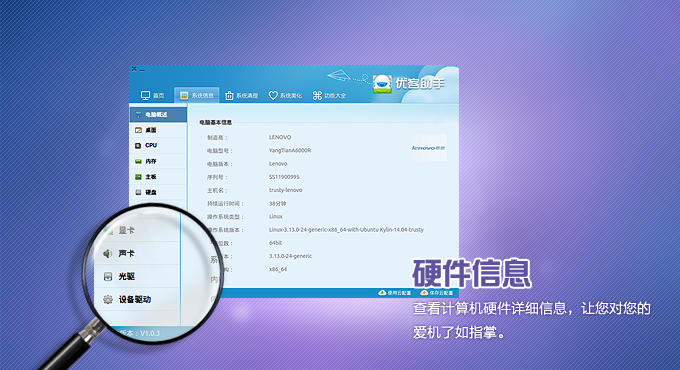 优客助手
首页 系统信息 系统清理 系统美化 功能大全
电脑概述
桌面
CPU
内存
主板
硬盘
显卡
声卡
光驱
设备驱动
版本：V1.0.3
电脑基本信息
制造商： LENOVO
电脑型号： YangTianA6000R
电脑版本： Lenovo
序列号： SS11900995
主机名： trusty-lenovo
持续运行时间： 38分钟
操作系统类型： Linux
操作系统版本： Linux-3.13.0-24-generic-x86_64-with-Ubuntu Kylin-14.04-trusty
位数： 64bit
本： 3.13.0-24-generic
构： x86_64
lenovo联想
使用云配置 保存云配置
硬件信息
查看计算机硬件详细信息，让您对您的
爱机了如指掌。